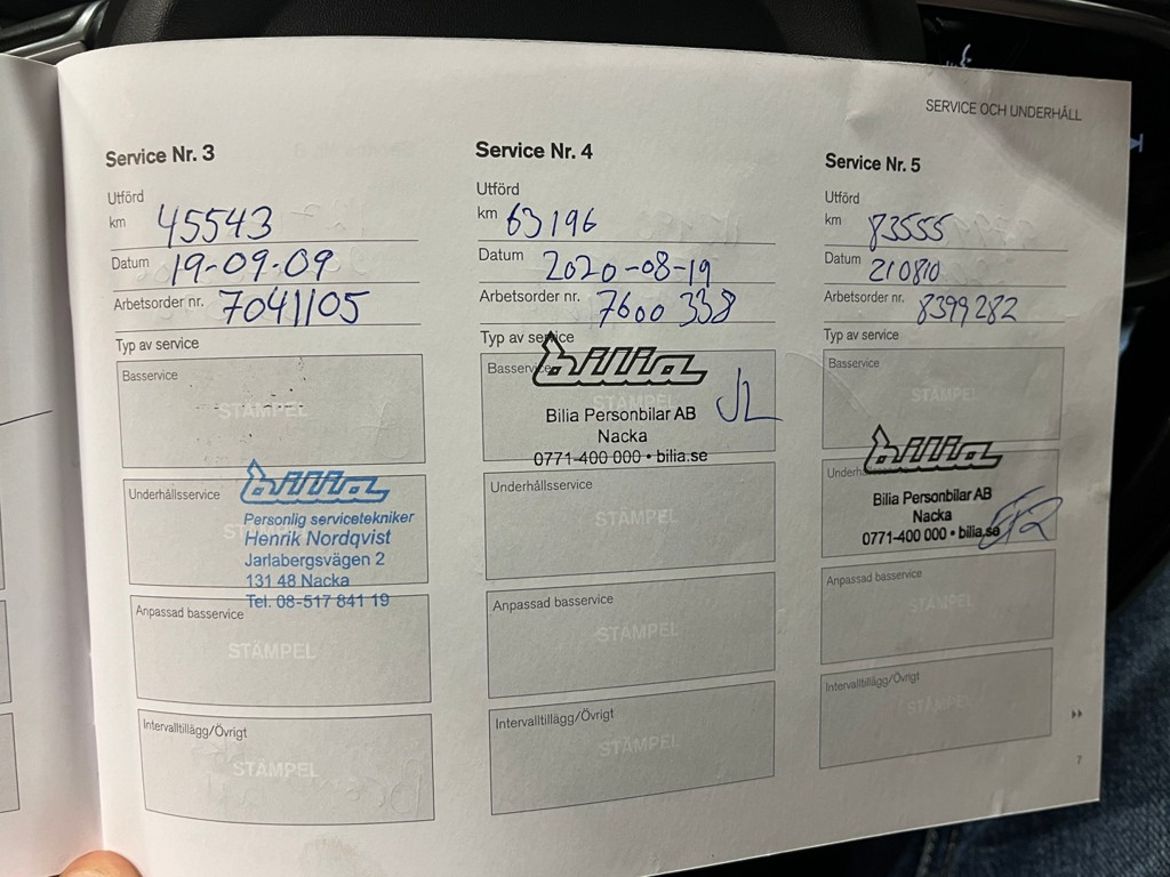 SERVICE OCH UNDERHÅLL
Service Nr. 3
Utförd
km 45543
Datum 19-09-09
Arbetsorder nr. 7041105
Typ av service
Basservice
STÄMPEL
Underhållsservice
bilia
Personlig servicetekniker
Henrik Nordqvist
Jarlabergsvägen 2
131 48 Nacka
Tel. 08-517 841 19
Anpassad basservice
STÄMPEL
Intervalltillägg/Övrigt
STÄMPEL
Service Nr. 4
Utförd
km 63196
Datum 2020-08-19
Arbetsorder nr. 7600338
Typ av service
Basservice
bilia
STÄMPEL
Bilia Personbilar AB
Nacka
0771-400 000 • bilia.se
JL
Underhållsservice
STÄMPEL
Anpassad basservice
STÄMPEL
Intervalltillägg/Övrigt
STÄMPEL
Service Nr. 5
Utförd
km 83555
Datum 210810
Arbetsorder nr. 8399282
Typ av service
Basservice
STÄMPEL
bilia
Bilia Personbilar AB
Nacka
0771-400 000 • bilia.se
Anpassad basservice
STÄMPEL
Intervalltillägg/Övrigt
STÄMPEL
7